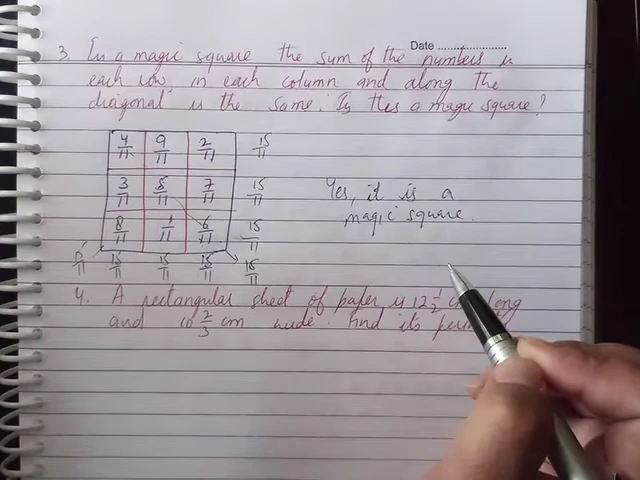 Date
3. In a magic square the sum of the numbers in
each row in each column and along the
diagonal is the same. Is this a magic square?
4/11 9/11 2/11 15/11
3/11 5/11 7/11 15/11
8/11 1/11 6/11 15/11
15/11 15/11 15/11 15/11
Yes, it is a
magic square.
4. A rectangular sheet of paper is 12 1/2 cm long
and 10 2/3 cm wide. Find its